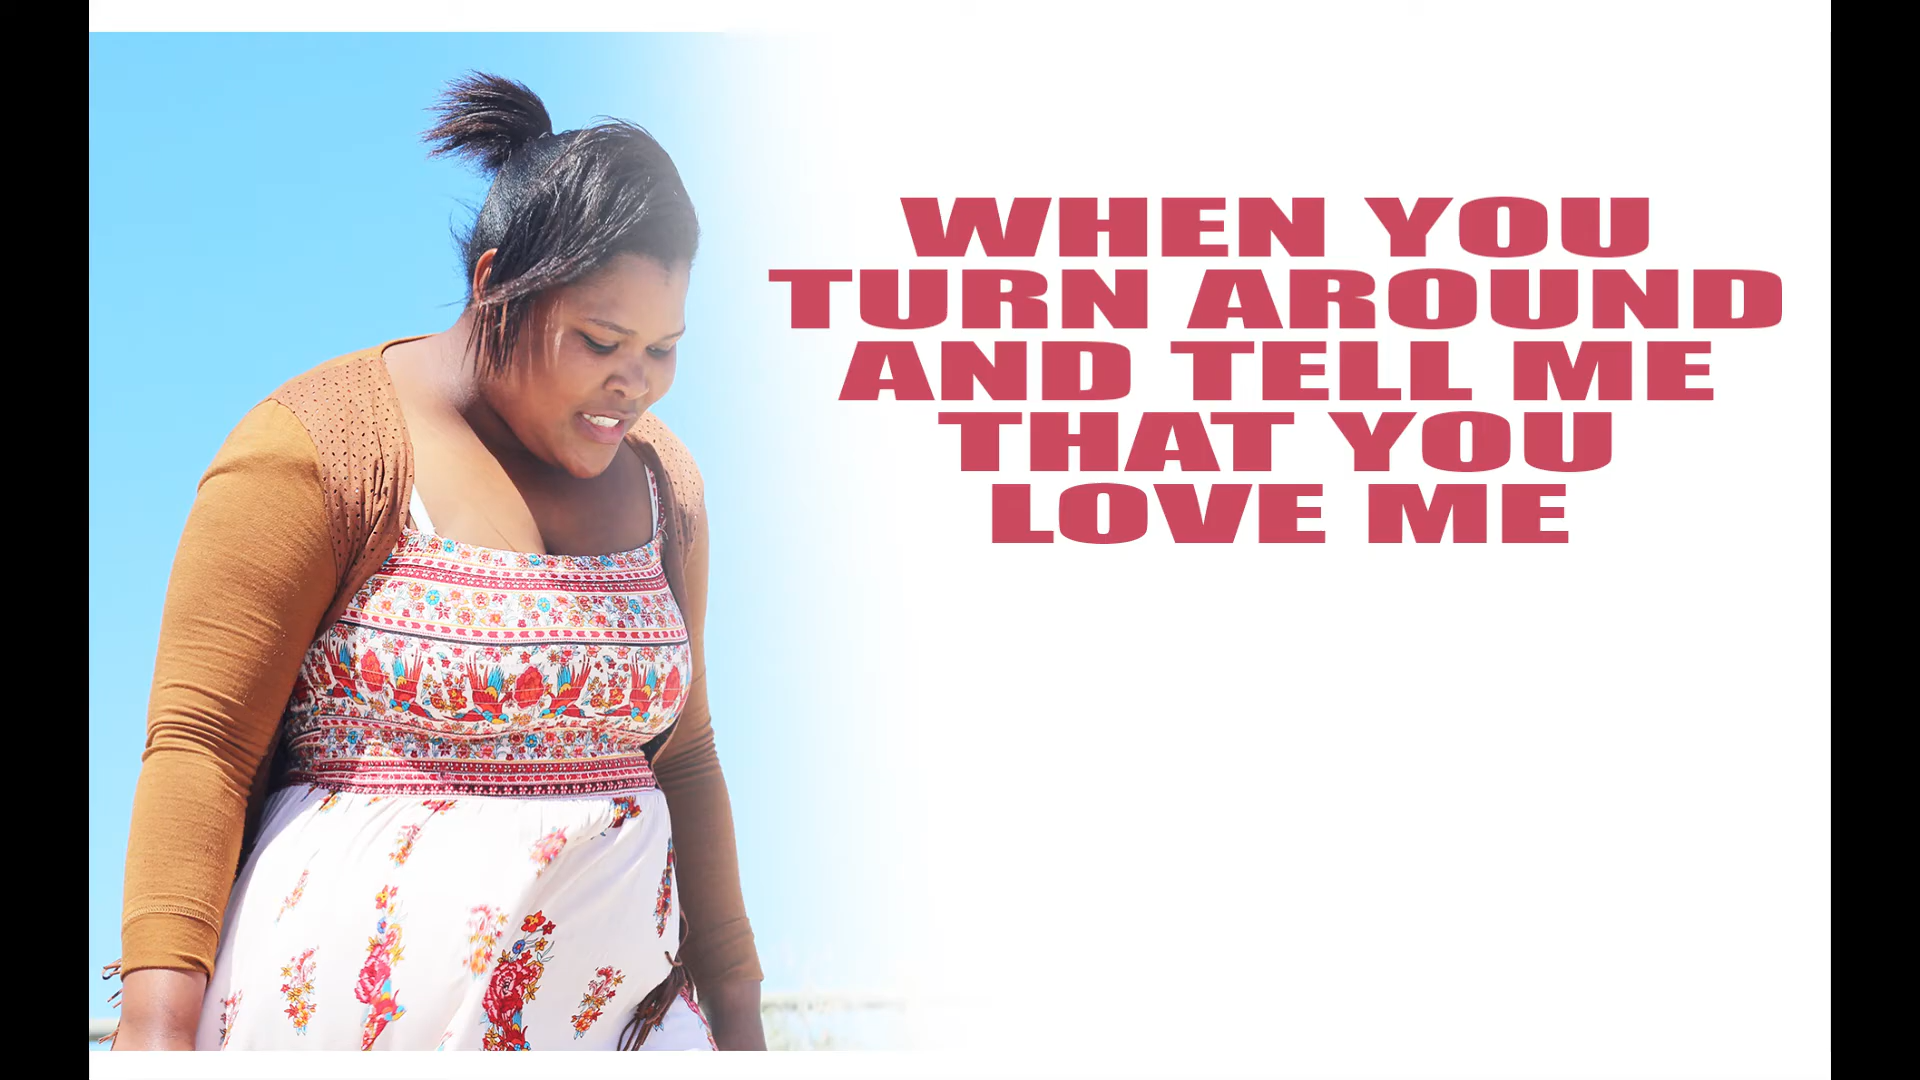 WHEN YOU
TURN AROUND
AND TELL ME
THAT YOU
LOVE ME